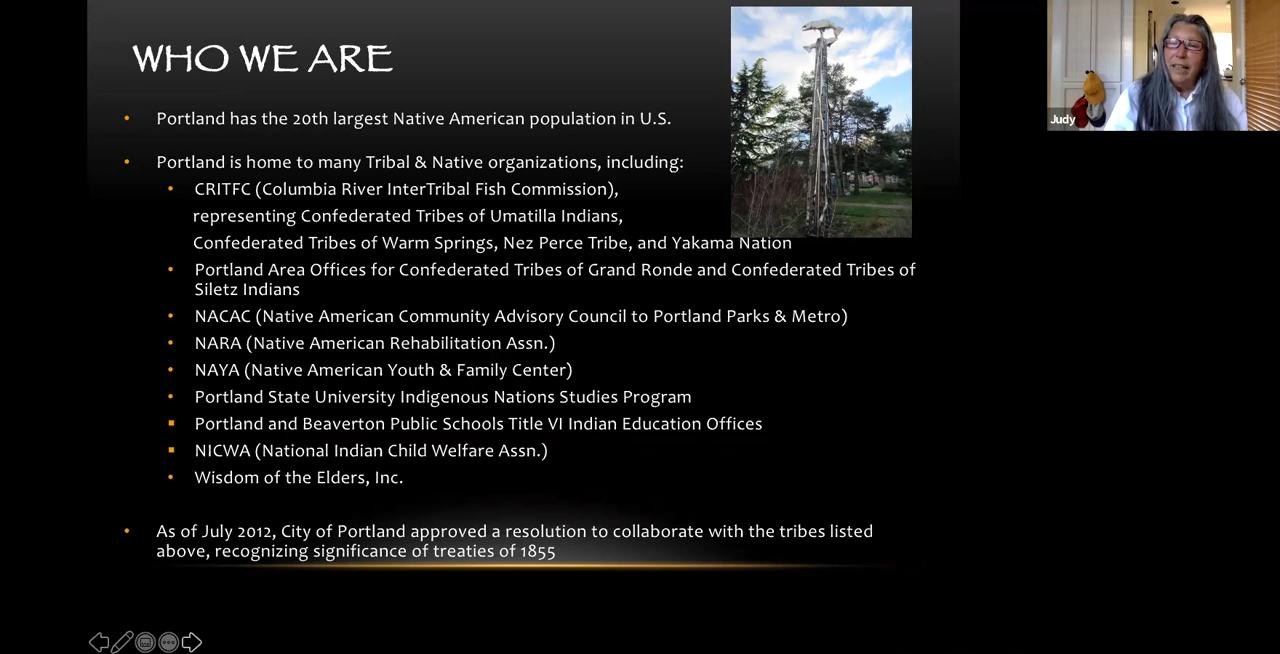 WHO WE ARE
Portland has the 20th largest Native American population in U.S.
Portland is home to many Tribal & Native organizations, including:
CRITFC (Columbia River InterTribal Fish Commission),
representing Confederated Tribes of Umatilla Indians,
Confederated Tribes of Warm Springs, Nez Perce Tribe, and Yakama Nation
Portland Area Offices for Confederated Tribes of Grand Ronde and Confederated Tribes of
Siletz Indians
NACAC (Native American Community Advisory Council to Portland Parks & Metro)
NARA (Native American Rehabilitation Assn.)
NAYA (Native American Youth & Family Center)
Portland State University Indigenous Nations Studies Program
Portland and Beaverton Public Schools Title VI Indian Education Offices
NICWA (National Indian Child Welfare Assn.)
Wisdom of the Elders, Inc.
As of July 2012, City of Portland approved a resolution to collaborate with the tribes listed
above, recognizing significance of treaties of 1855
Judy